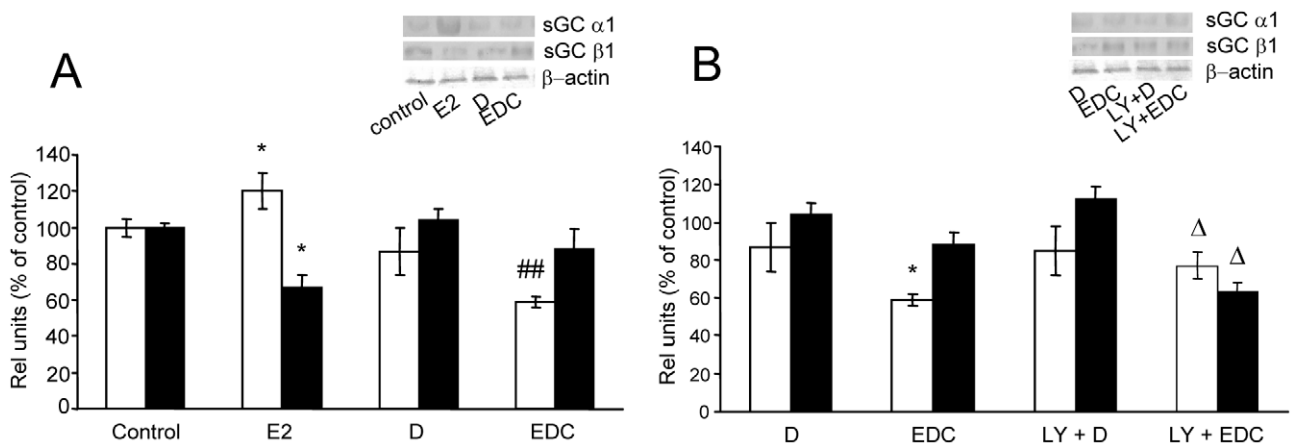 A
sGC α1
sGC β1
β–actin
control
E2
D
EDC
Rel units (% of control)
140
120
100
80
60
40
20
0
*
*
##
Control E2 D EDC
B
sGC α1
sGC β1
β–actin
D
EDC
LY+D
LY+EDC
Rel units (% of control)
140
120
100
80
60
40
20
0
*
Δ
Δ
D EDC LY + D LY + EDC